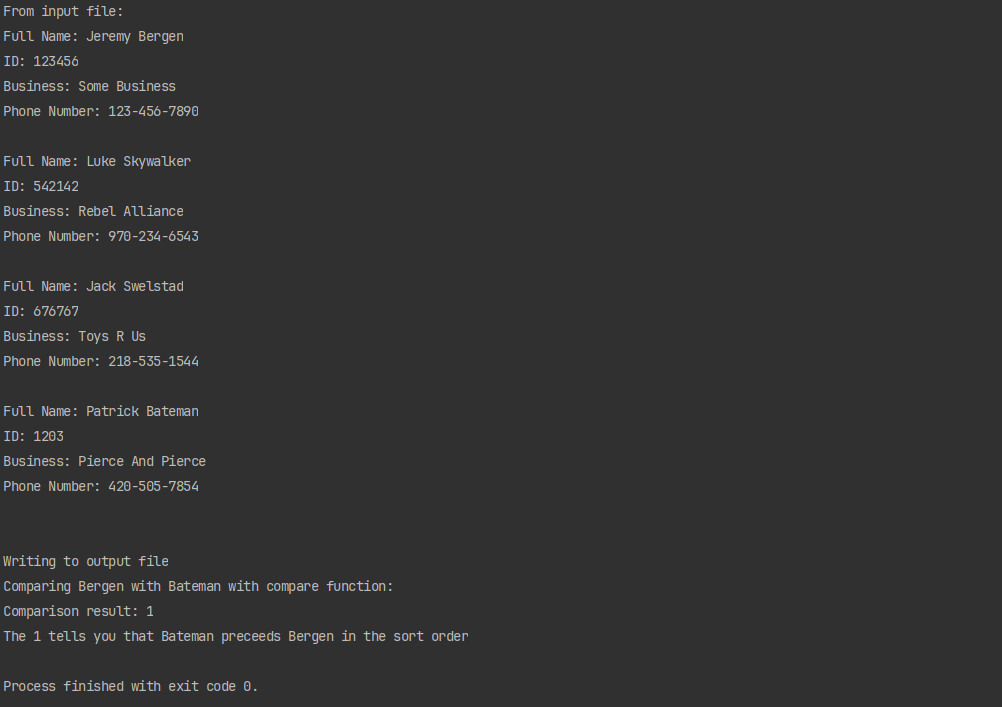 From input file:
Full Name: Jeremy Bergen
ID: 123456
Business: Some Business
Phone Number: 123-456-7890
Full Name: Luke Skywalker
ID: 542142
Business: Rebel Alliance
Phone Number: 970-234-6543
Full Name: Jack Swelstad
ID: 676767
Business: Toys R Us
Phone Number: 218-535-1544
Full Name: Patrick Bateman
ID: 1203
Business: Pierce And Pierce
Phone Number: 420-505-7854
Writing to output file
Comparing Bergen with Bateman with compare function:
Comparison result: 1
The 1 tells you that Bateman preceeds Bergen in the sort order
Process finished with exit code 0.